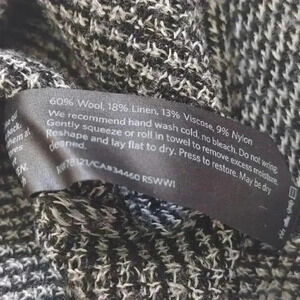 60% Wool, 18% Linen, 13% Viscose, 9% Nylon
We recommend hand wash cold, no bleach. Do not wring.
Gently squeeze or roll in towel to remove excess moisture.
Reshape and lay flat to dry. Press to restore. May be dry
cleaned.